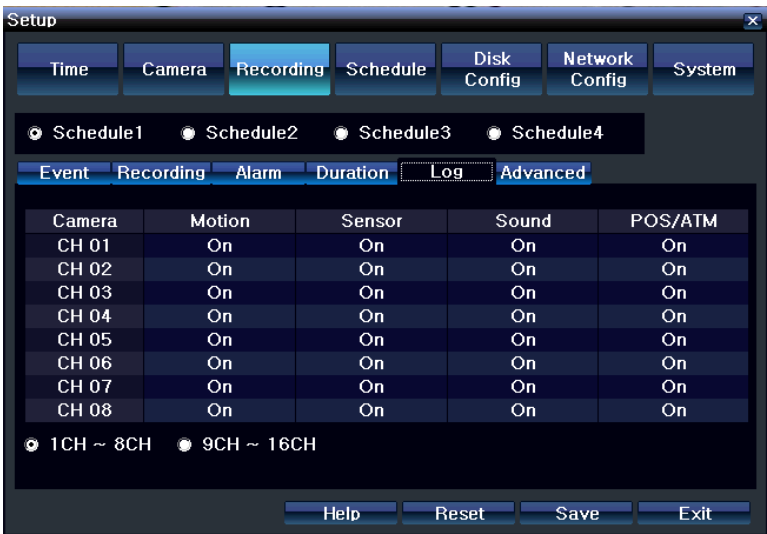 Setup
Time Camera Recording Schedule Disk Config Network Config System
Schedule1 Schedule2 Schedule3 Schedule4
Event Recording Alarm Duration Log Advanced
Camera Motion Sensor Sound POS/ATM
CH 01 On On On On
CH 02 On On On On
CH 03 On On On On
CH 04 On On On On
CH 05 On On On On
CH 06 On On On On
CH 07 On On On On
CH 08 On On On On
1CH ~ 8CH 9CH ~ 16CH
Help Reset Save Exit